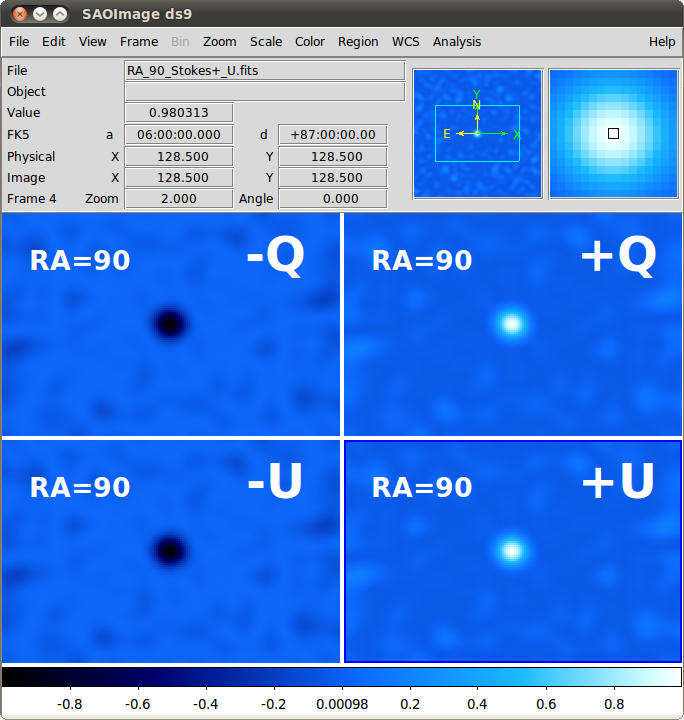 SAOImage ds9
File Edit View Frame Bin Zoom Scale Color Region WCS Analysis Help
File RA_90_Stokes+_U.fits
Object
Value 0.980313
FK5 a 06:00:00.000 d +87:00:00.00
Physical X 128.500 Y 128.500
Image X 128.500 Y 128.500
Frame 4 Zoom 2.000 Angle 0.000
Y
N
E X
RA=90 -Q
RA=90 +Q
RA=90 -U
RA=90 +U
-0.8 -0.6 -0.4 -0.2 0.00098 0.2 0.4 0.6 0.8